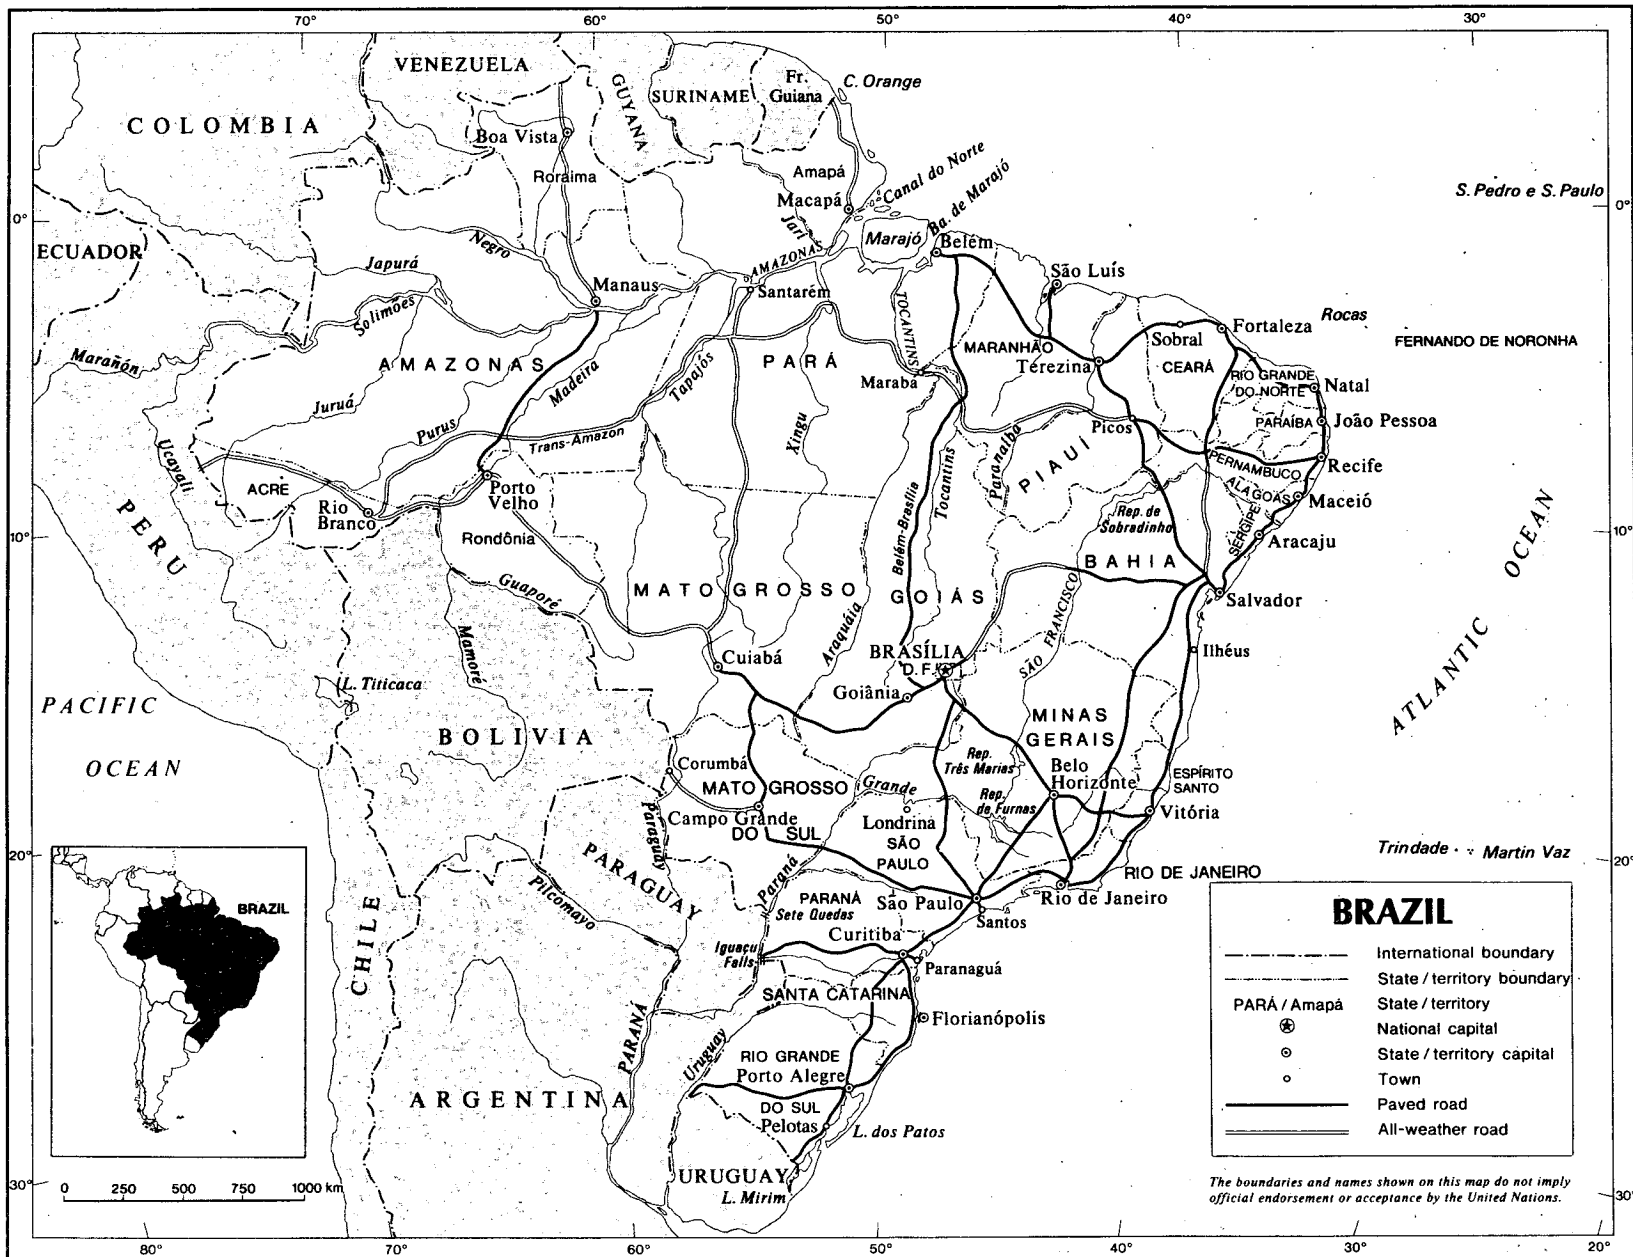 70°
60°
50°
40°
30°
VENEZUELA
GUYANA
SURINAME
Fr.
Guiana
C. Orange
COLOMBIA
Boa Vista
Roraima
Amapá
Macapá
Canal do Norte
Ba. de Marajó
S. Pedro e S. Paulo
0°
0°
ECUADOR
Negro
Jari
Marajó
Belém
Japurá
AMAZONAS
São Luís
Manaus
Santarém
Solimões
TOCANTINS
Fortaleza
Rocas
Sobral
FERNANDO DE NORONHA
Marañón
AMAZONAS
Madeira
Tapajós
PARÁ
MARANHÃO
Térezina
CEARÁ
Marabá
RIO GRANDE
DO NORTE
Natal
Juruá
Purus
Trans-Amazon
Xingu
Picos
PARAÍBA
João Pessoa
Ucayali
Paranaíba
PIAUÍ
PERNAMBUCO
Recife
ACRE
Porto
Velho
Tocantins
ALAGOAS
Maceió
PERU
Rio
Branco
Belém-Brasília
Rep. de
Sobradinho
SERGIPE
Aracaju
10°
10°
Rondônia
BAHIA
OCEAN
Guaporé
MATO GROSSO
GOIÁS
Salvador
Mamoré
Araquáia
SÃO FRANCISCO
ATLANTIC
BRASÍLIA
D.F.
Ilhéus
Cuiabá
L. Titicaca
Goiânia
PACIFIC
OCEAN
BOLIVIA
MINAS
GERAIS
Corumbá
Rep.
Três Marias
Belo
Horizonte
MATO GROSSO
DO SUL
Grande
Rep.
de Furnas
ESPÍRITO
SANTO
Campo Grande
Londrina
Vitória
Paraguay
SÃO
PAULO
20°
20°
Trindade
Martin Vaz
PARAGUAY
Paraná
RIO DE JANEIRO
Pilcomayo
PARANÁ
São Paulo
Rio de Janeiro
Sete Quedas
Santos
Curitiba
Iguaçu
Falls
Paranaguá
CHILE
SANTA CATARINA
Florianópolis
PARANÁ
Uruguay
RIO GRANDE
DO SUL
Porto Alegre
ARGENTINA
Pelotas
L. dos Patos
URUGUAY
L. Mirim
30°
30°
BRAZIL
0 250 500 750 1000 km
BRAZIL
International boundary
State / territory boundary
PARÁ / Amapá State / territory
National capital
State / territory capital
Town
Paved road
All-weather road
The boundaries and names shown on this map do not imply
official endorsement or acceptance by the United Nations.
80°
70°
60°
50°
40°
30°
20°